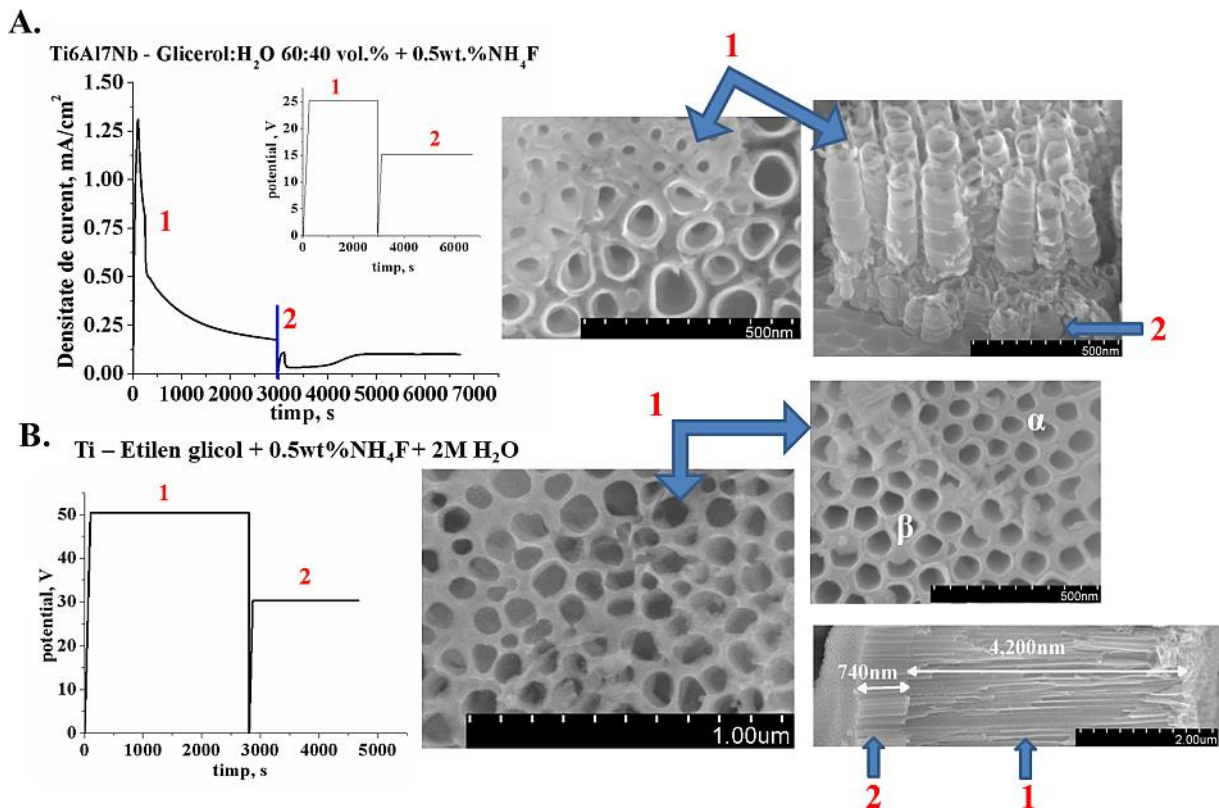 A.
Ti6Al7Nb - Glicerol:H₂O 60:40 vol.% + 0.5wt.%NH₄F
Densitate de curent, mA/cm²
1.50
1.25
1.00
0.75
0.50
0.25
0.00
0 1000 2000 3000 4000 5000 6000 7000
timp, s
1
2
potential , V
25
20
15
10
5
0
0 2000 4000 6000
timp, s
1
2
1
500nm
500nm
2
B.
Ti – Etilen glicol + 0.5wt%NH₄F+ 2M H₂O
potential, V
50
40
30
20
10
0
0 1000 2000 3000 4000 5000
timp, s
1
2
1
1.00um
α
β
500nm
4,200nm
740nm
2.00um
2
1